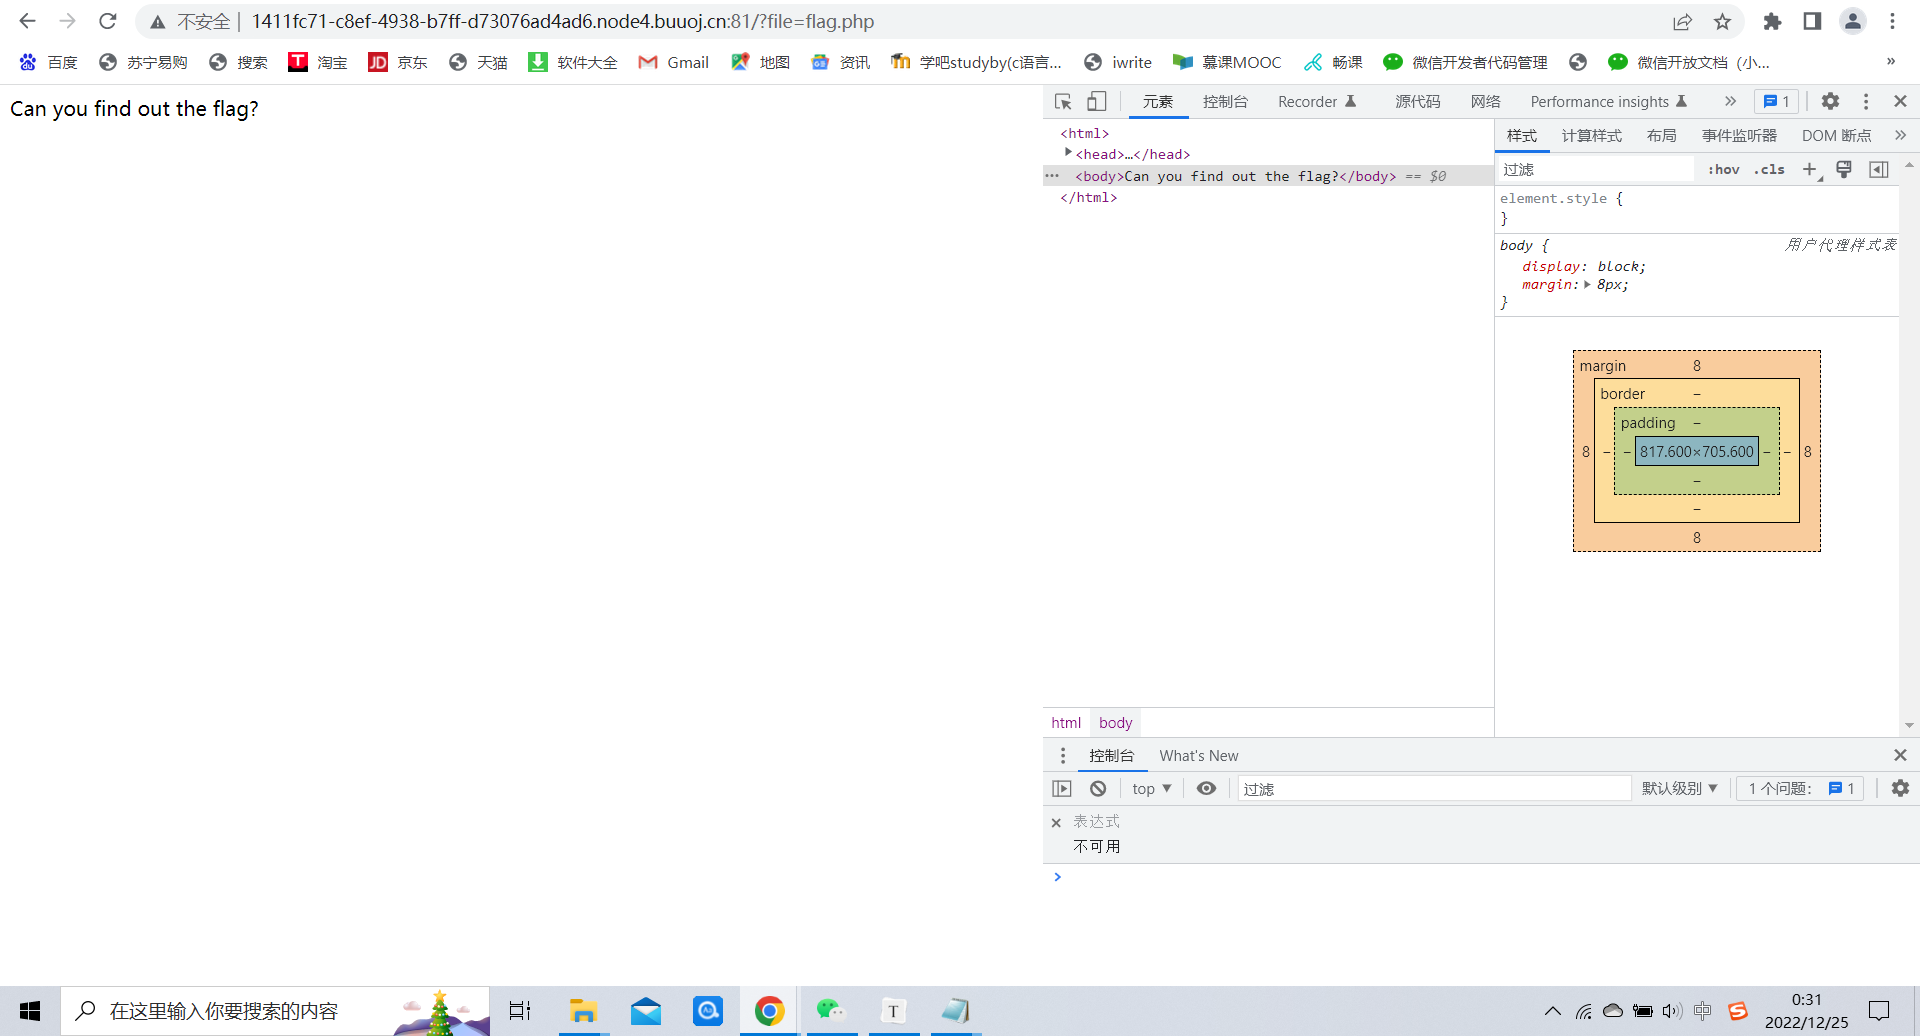 不安全 | 1411fc71-c8ef-4938-b7ff-d73076ad4ad6.node4.buuoj.cn:81/?file=flag.php
百度 苏宁易购 搜索 淘宝 京东 天猫 软件大全 Gmail 地图 资讯 学吧studyby(c语言... iwrite 慕课MOOC 畅课 微信开发者代码管理 微信开放文档（小... »
Can you find out the flag?
元素 控制台 Recorder 源代码 网络 Performance insights » 1
<html>
<head>…</head>
<body>Can you find out the flag?</body> == $0
</html>
样式 计算样式 布局 事件监听器 DOM 断点 »
过滤 :hov .cls +
element.style {
}
body { 用户代理样式表
display: block;
margin: 8px;
}
margin 8
border –
padding –
8 – – 817.600×705.600 – – 8
–
–
8
html body
控制台 What's New
top ▼ 过滤 默认级别 ▼ 1 个问题: 1
表达式
不可用
>
在这里输入你要搜索的内容
T
中
S
0:31
2022/12/25